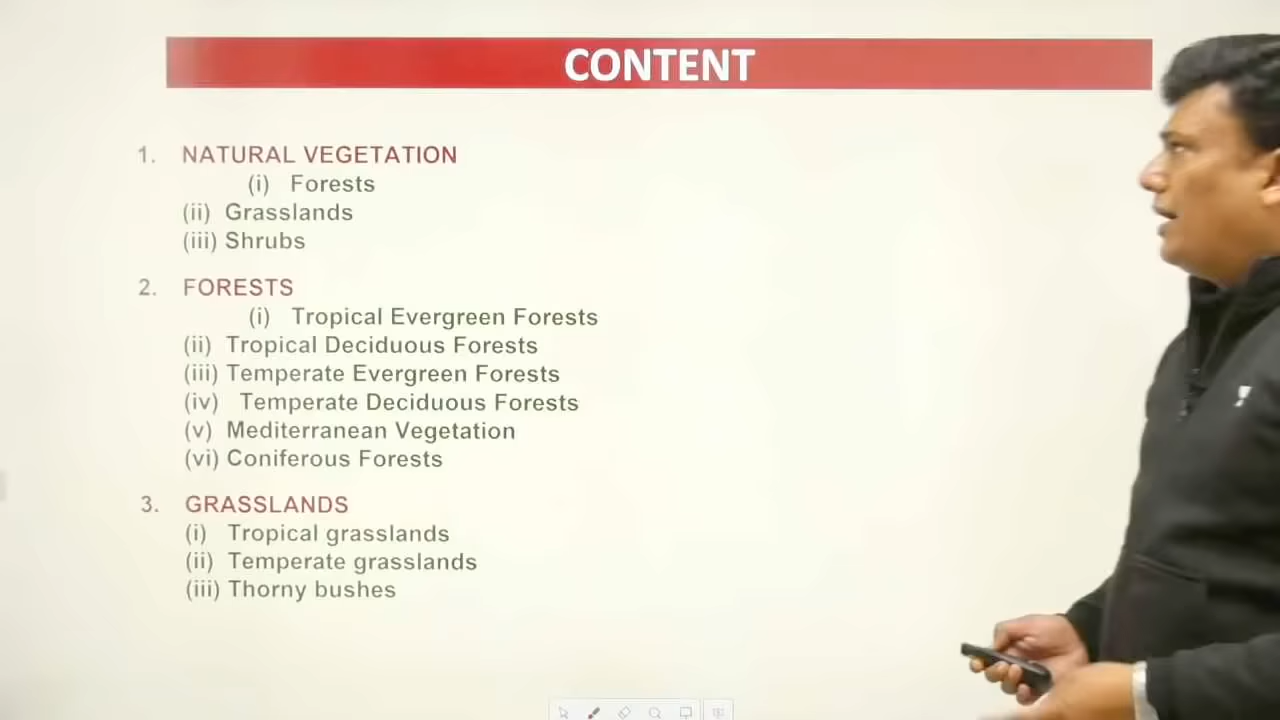 CONTENT
1. NATURAL VEGETATION
(i) Forests
(ii) Grasslands
(iii) Shrubs
2. FORESTS
(i) Tropical Evergreen Forests
(ii) Tropical Deciduous Forests
(iii) Temperate Evergreen Forests
(iv) Temperate Deciduous Forests
(v) Mediterranean Vegetation
(vi) Coniferous Forests
3. GRASSLANDS
(i) Tropical grasslands
(ii) Temperate grasslands
(iii) Thorny bushes